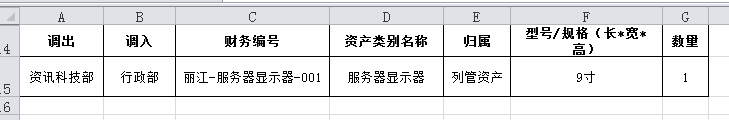 A B C D E F G
14 调出 调入 财务编号 资产类别名称 归属 型号/规格（长*宽*
高） 数量
15 资讯科技部 行政部 丽江-服务器显示器-001 服务器显示器 列管资产 9寸 1
16